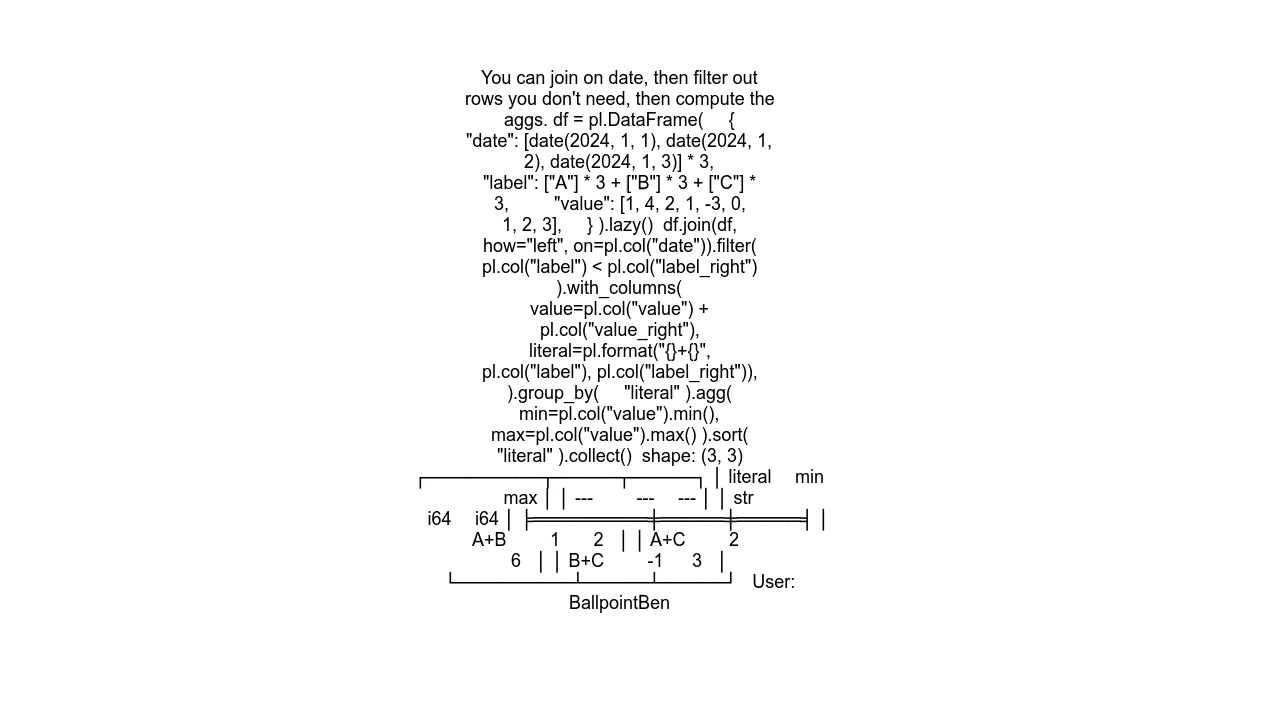 You can join on date, then filter out
rows you don't need, then compute the
aggs. df = pl.DataFrame(     {
"date": [date(2024, 1, 1), date(2024, 1,
2), date(2024, 1, 3)] * 3,
"label": ["A"] * 3 + ["B"] * 3 + ["C"] *
3,         "value": [1, 4, 2, 1, -3, 0,
1, 2, 3],     } ).lazy()  df.join(df,
how="left", on=pl.col("date")).filter(
pl.col("label") < pl.col("label_right")
).with_columns(
value=pl.col("value") +
pl.col("value_right"),
literal=pl.format("{}+{}",
pl.col("label"), pl.col("label_right")),
).group_by(     "literal" ).agg(
min=pl.col("value").min(),
max=pl.col("value").max() ).sort(
"literal" ).collect()  shape: (3, 3)
┌─────────┬─────┬─────┐ │ literal     min
max │ │ ---         ---     --- │ │ str
i64     i64 │ ╞═════════╪═════╪═════╡ │
A+B         1       2   │ │ A+C         2
6   │ │ B+C         -1      3   │
└─────────┴─────┴─────┘    User:
BallpointBen